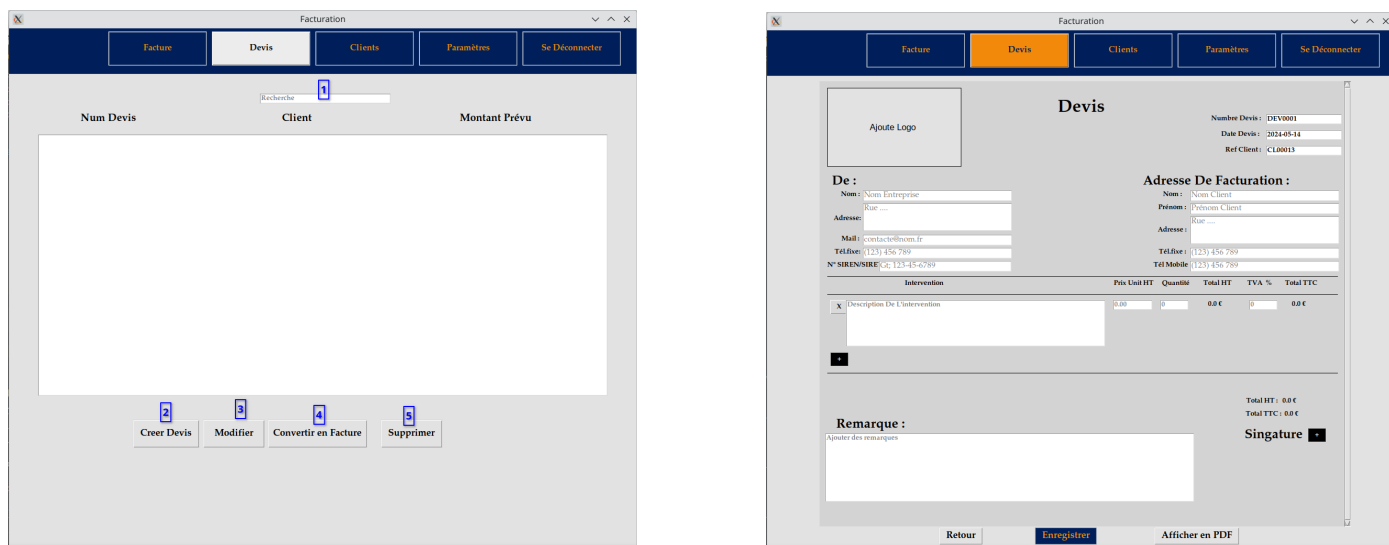 Facturation
Facture Devis Clients Paramètres Se Déconnecter
1
Recherche
Num Devis Client Montant Prévu
2 3 4 5
Creer Devis Modifier Convertir en Facture Supprimer
Facturation
Facture Devis Clients Paramètres Se Déconnecter
Ajoute Logo
Devis
Numbre Devis : DEV0001
Date Devis : 2024-05-14
Ref Client : CL00013
De :
Nom : Nom Entreprise
Adresse: Rue ....
Mail : contacte@nom.fr
Tél.fixe: (123) 456 789
N° SIREN/SIRE Gt; 123-45-6789
Adresse De Facturation :
Nom : Nom Client
Prénom : Prénom Client
Adresse : Rue ....
Tél.fixe : (123) 456 789
Tél Mobile (123) 456 789
Intervention Prix Unit HT Quantité Total HT TVA % Total TTC
X Description De L'intervention 0.00 0 0.0 € 0 0.0 €
+
Total HT : 0.0 €
Total TTC : 0.0 €
Remarque :
Singature +
Ajouter des remarques
Retour Enregistrer Afficher en PDF